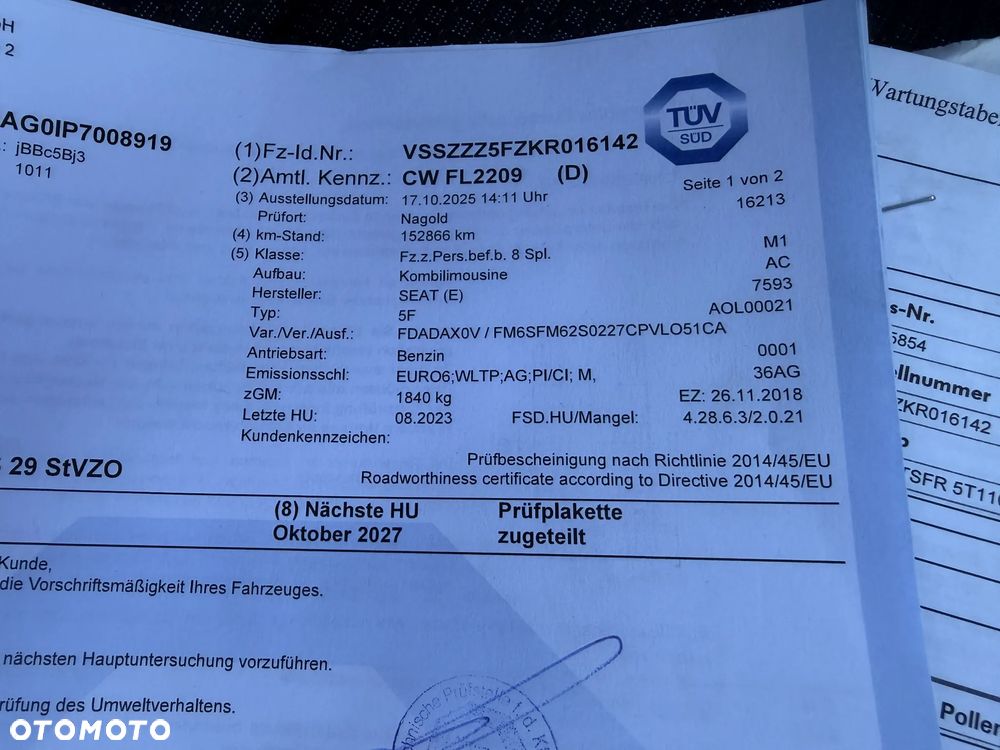 H
2
AG0IP7008919
.: jBBc5Bj3
1011
TÜV
SÜD
(1)Fz-Id.Nr.: VSSZZZ5FZKR016142
(2)Amtl. Kennz.: CW FL2209 (D)
Seite 1 von 2
(3) Ausstellungsdatum: 17.10.2025 14:11 Uhr 16213
Prüfort: Nagold
(4) km-Stand: 152866 km
(5) Klasse: Fz.z.Pers.bef.b. 8 Spl. M1
Aufbau: Kombilimousine AC
Hersteller: SEAT (E) 7593
Typ: 5F AOL00021
Var./Ver./Ausf.: FDADAX0V / FM6SFM62S0227CPVLO51CA
Antriebsart: Benzin 0001
Emissionsschl: EURO6;WLTP;AG;PI/CI; M, 36AG
zGM: 1840 kg EZ: 26.11.2018
Letzte HU: 08.2023 FSD.HU/Mangel: 4.28.6.3/2.0.21
Kundenkennzeichen:
29 StVZO
Prüfbescheinigung nach Richtlinie 2014/45/EU
Roadworthiness certificate according to Directive 2014/45/EU
(8) Nächste HU Prüfplakette
Oktober 2027 zugeteilt
Kunde,
die Vorschriftsmäßigkeit Ihres Fahrzeuges.
nächsten Hauptuntersuchung vorzuführen.
rüfung des Umweltverhaltens.
chnische Prüfstelle f. d. K
Wartungstabe
s-Nr.
5854
llnummer
ZKR016142
TSFR 5T110
Pollen
OTOMOTO